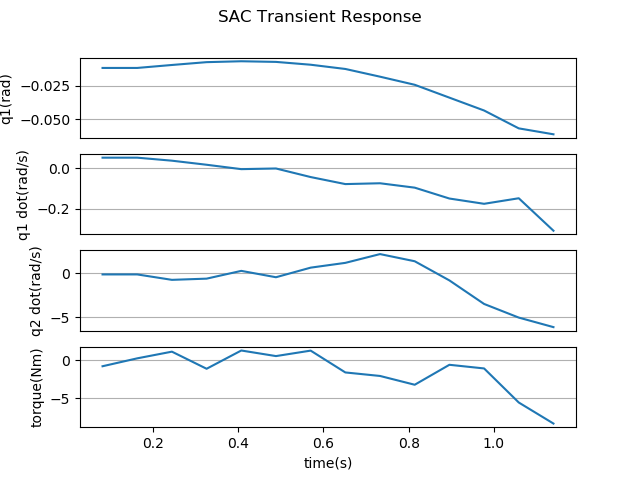 SAC Transient Response
q1(rad)
−0.025
−0.050
q1 dot(rad/s)
0.0
−0.2
q2 dot(rad/s)
0
−5
torque(Nm)
0
−5
0.2 0.4 0.6 0.8 1.0
time(s)